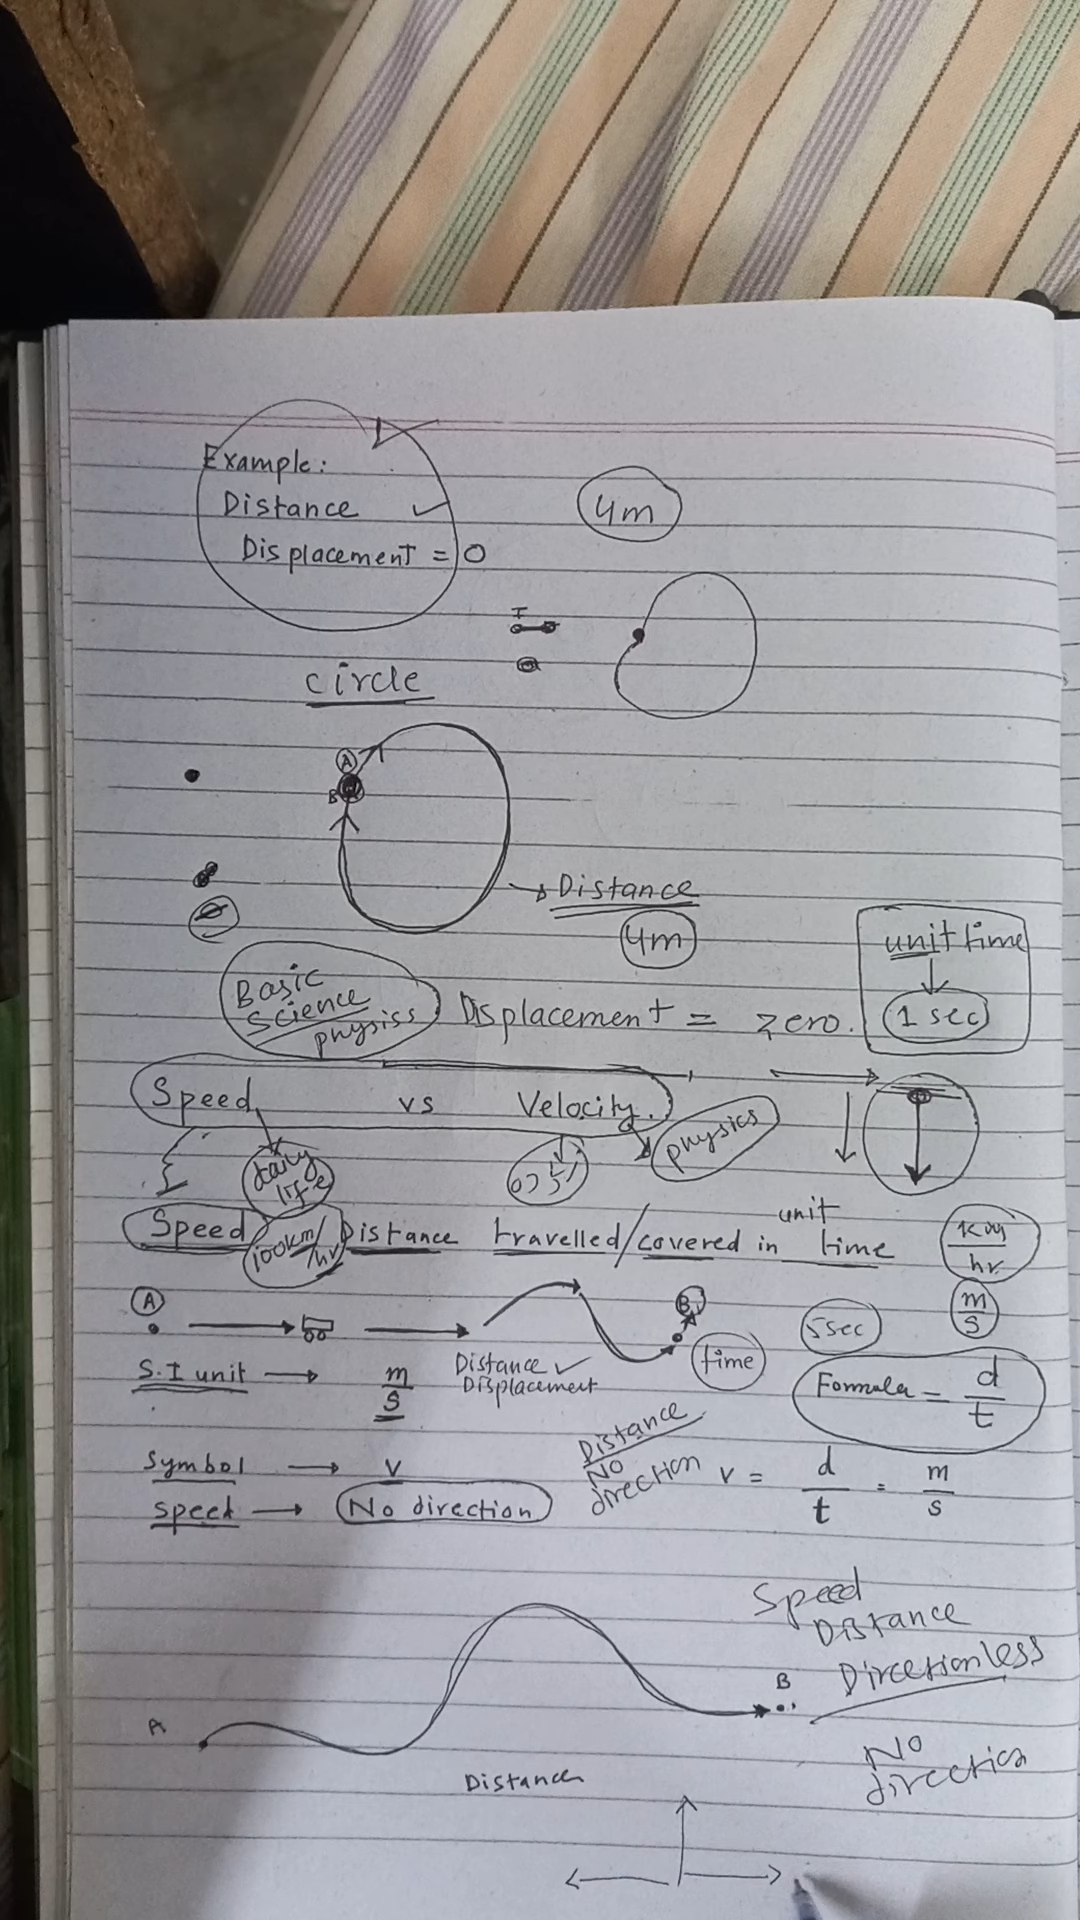 Example:
Distance
Displacement = 0
4m
I
circle
A
B
Distance
4m
unit time
1 sec
Basic
Science
physiss
Displacement = zero.
Speed vs Velocity.
daily
life
physics
Speed
100km/
hr
Distance travelled/covered in unit time
km
hr
m
s
A
B
5sec
time
S.I unit
m
s
Distance
Displacement
Formula = d
t
Symbol
v
Distance
No
direction
v = d
t
=
m
s
speed
No direction
Speed
Distance
Dircetionless
A
B
No
direction
Distance